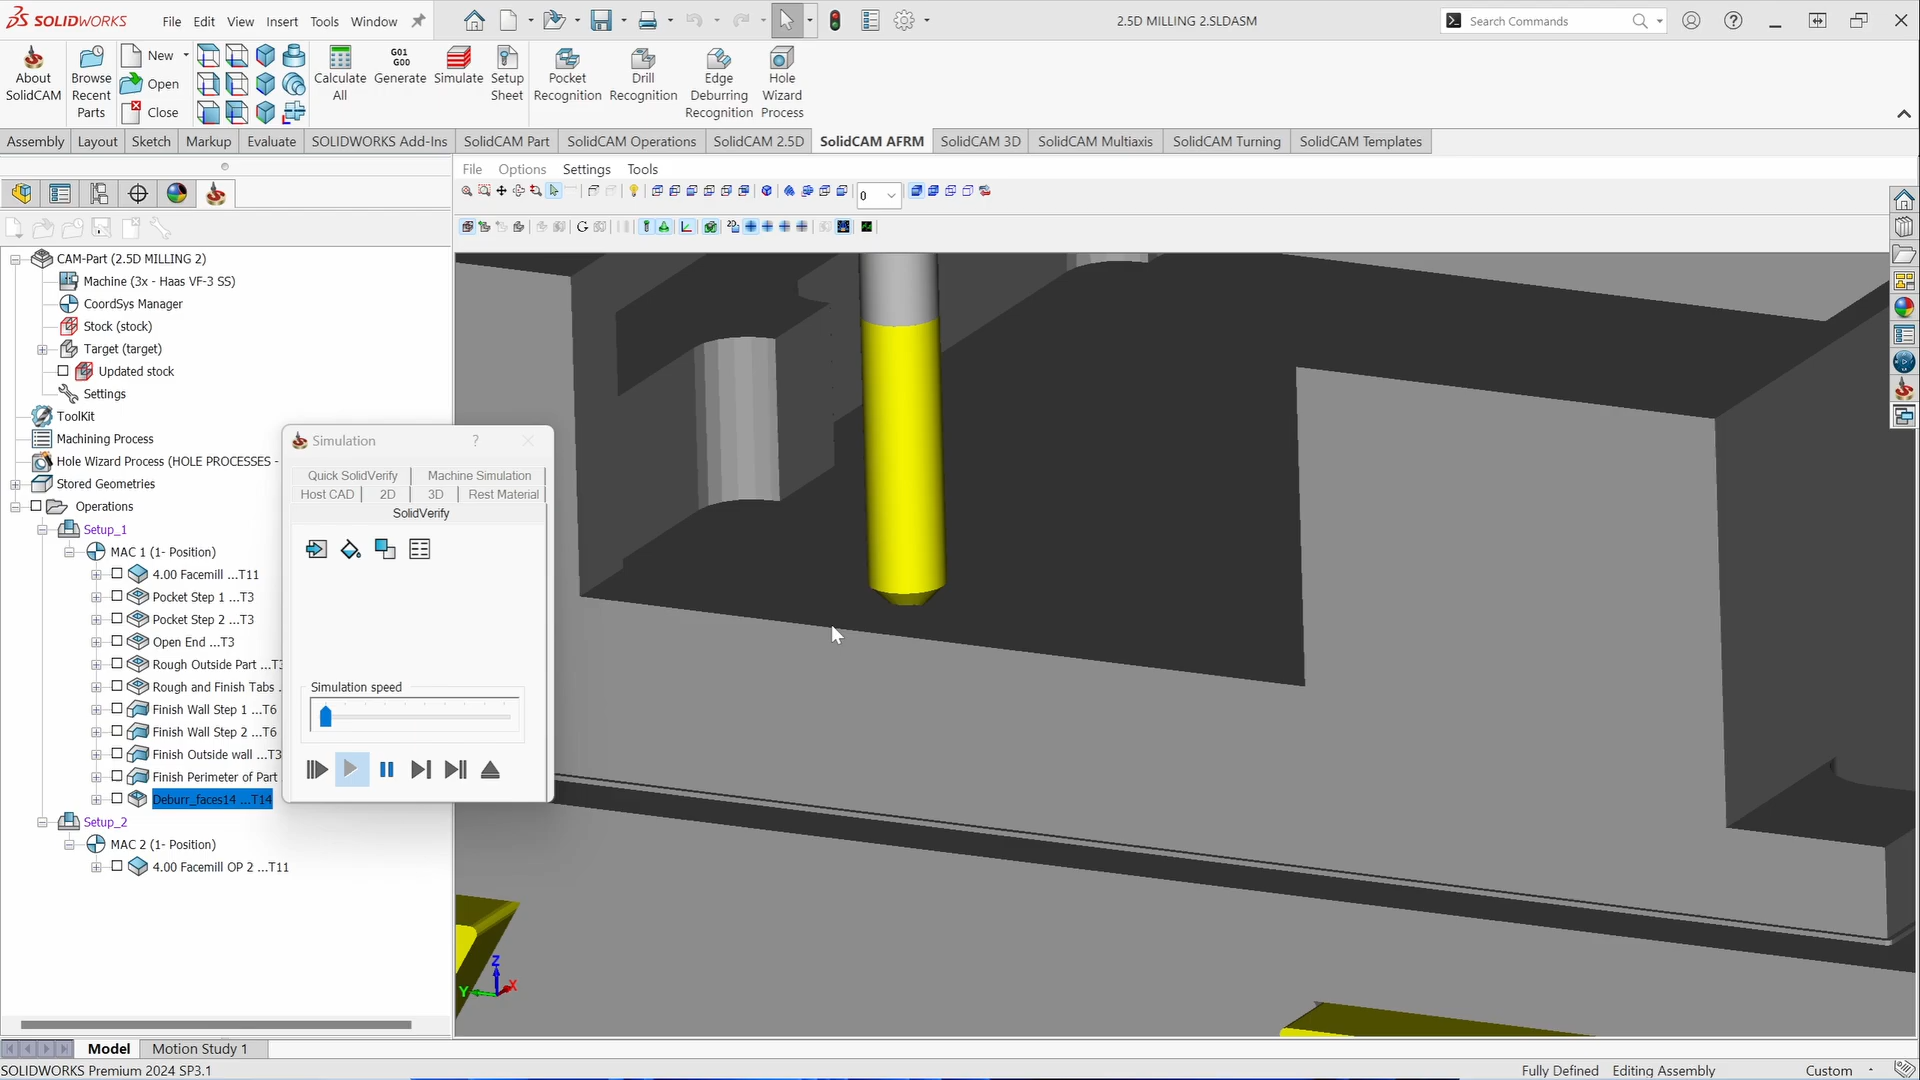 SOLIDWORKS File Edit View Insert Tools Window 2.5D MILLING 2.SLDASM Search Commands
About SolidCAM
Browse Recent Parts
New
Open
Close
Calculate All
G01 G00
Generate
Simulate
Setup Sheet
Pocket Recognition
Drill Recognition
Edge Deburring Recognition
Hole Wizard Process
Assembly Layout Sketch Markup Evaluate SOLIDWORKS Add-Ins SolidCAM Part SolidCAM Operations SolidCAM 2.5D SolidCAM AFRM SolidCAM 3D SolidCAM Multiaxis SolidCAM Turning SolidCAM Templates
File Options Settings Tools
0
CAM-Part (2.5D MILLING 2)
Machine (3x - Haas VF-3 SS)
CoordSys Manager
Stock (stock)
Target (target)
Updated stock
Settings
ToolKit
Machining Process
Hole Wizard Process (HOLE PROCESSES -
Stored Geometries
Operations
Setup_1
MAC 1 (1- Position)
4.00 Facemill ...T11
Pocket Step 1 ...T3
Pocket Step 2 ...T3
Open End ...T3
Rough Outside Part ...T3
Rough and Finish Tabs .
Finish Wall Step 1 ...T6
Finish Wall Step 2 ...T6
Finish Outside wall ...T3
Finish Perimeter of Part
Deburr_faces14 ...T14
Setup_2
MAC 2 (1- Position)
4.00 Facemill OP 2 ...T11
Simulation ?
Quick SolidVerify Machine Simulation
Host CAD 2D 3D Rest Material
SolidVerify
Simulation speed
Z
Y X
Model Motion Study 1
SOLIDWORKS Premium 2024 SP3.1 Fully Defined Editing Assembly Custom